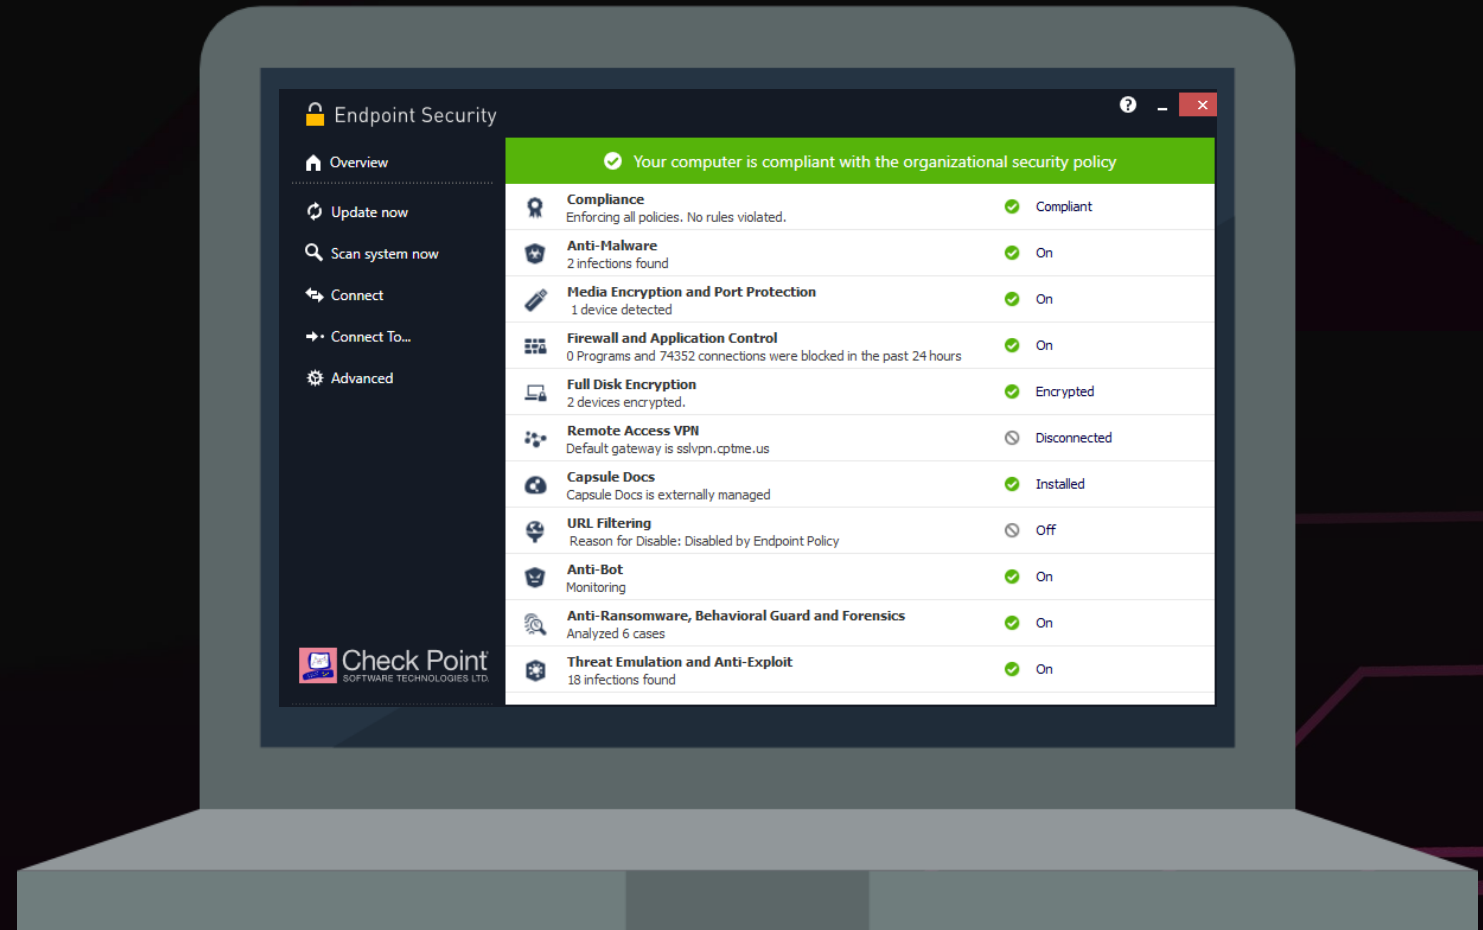 Endpoint Security
?
Overview
Update now
Scan system now
Connect
Connect To...
Advanced
Check Point
SOFTWARE TECHNOLOGIES LTD.
Your computer is compliant with the organizational security policy
Compliance
Enforcing all policies. No rules violated.
Compliant
Anti-Malware
2 infections found
On
Media Encryption and Port Protection
1 device detected
On
Firewall and Application Control
0 Programs and 74352 connections were blocked in the past 24 hours
On
Full Disk Encryption
2 devices encrypted.
Encrypted
Remote Access VPN
Default gateway is sslvpn.cptme.us
Disconnected
Capsule Docs
Capsule Docs is externally managed
Installed
URL Filtering
Reason for Disable: Disabled by Endpoint Policy
Off
Anti-Bot
Monitoring
On
Anti-Ransomware, Behavioral Guard and Forensics
Analyzed 6 cases
On
Threat Emulation and Anti-Exploit
18 infections found
On